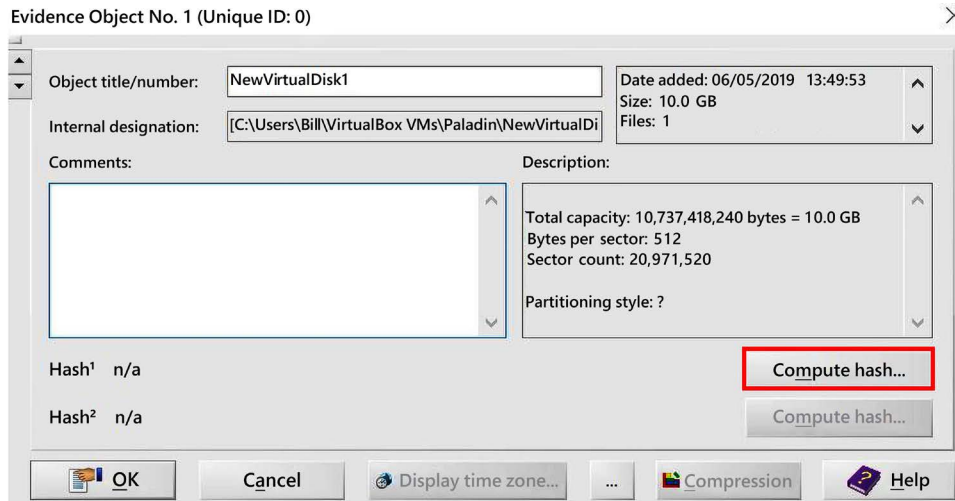 Evidence Object No. 1 (Unique ID: 0)
Object title/number:
NewVirtualDisk1
Internal designation:
[C:\Users\Bill\VirtualBox VMs\Paladin\NewVirtualDi
Date added: 06/05/2019 13:49:53
Size: 10.0 GB
Files: 1
Comments:
Description:
Total capacity: 10,737,418,240 bytes = 10.0 GB
Bytes per sector: 512
Sector count: 20,971,520
Partitioning style: ?
Hash¹ n/a
Compute hash...
Hash² n/a
Compute hash...
OK
Cancel
Display time zone...
...
Compression
Help